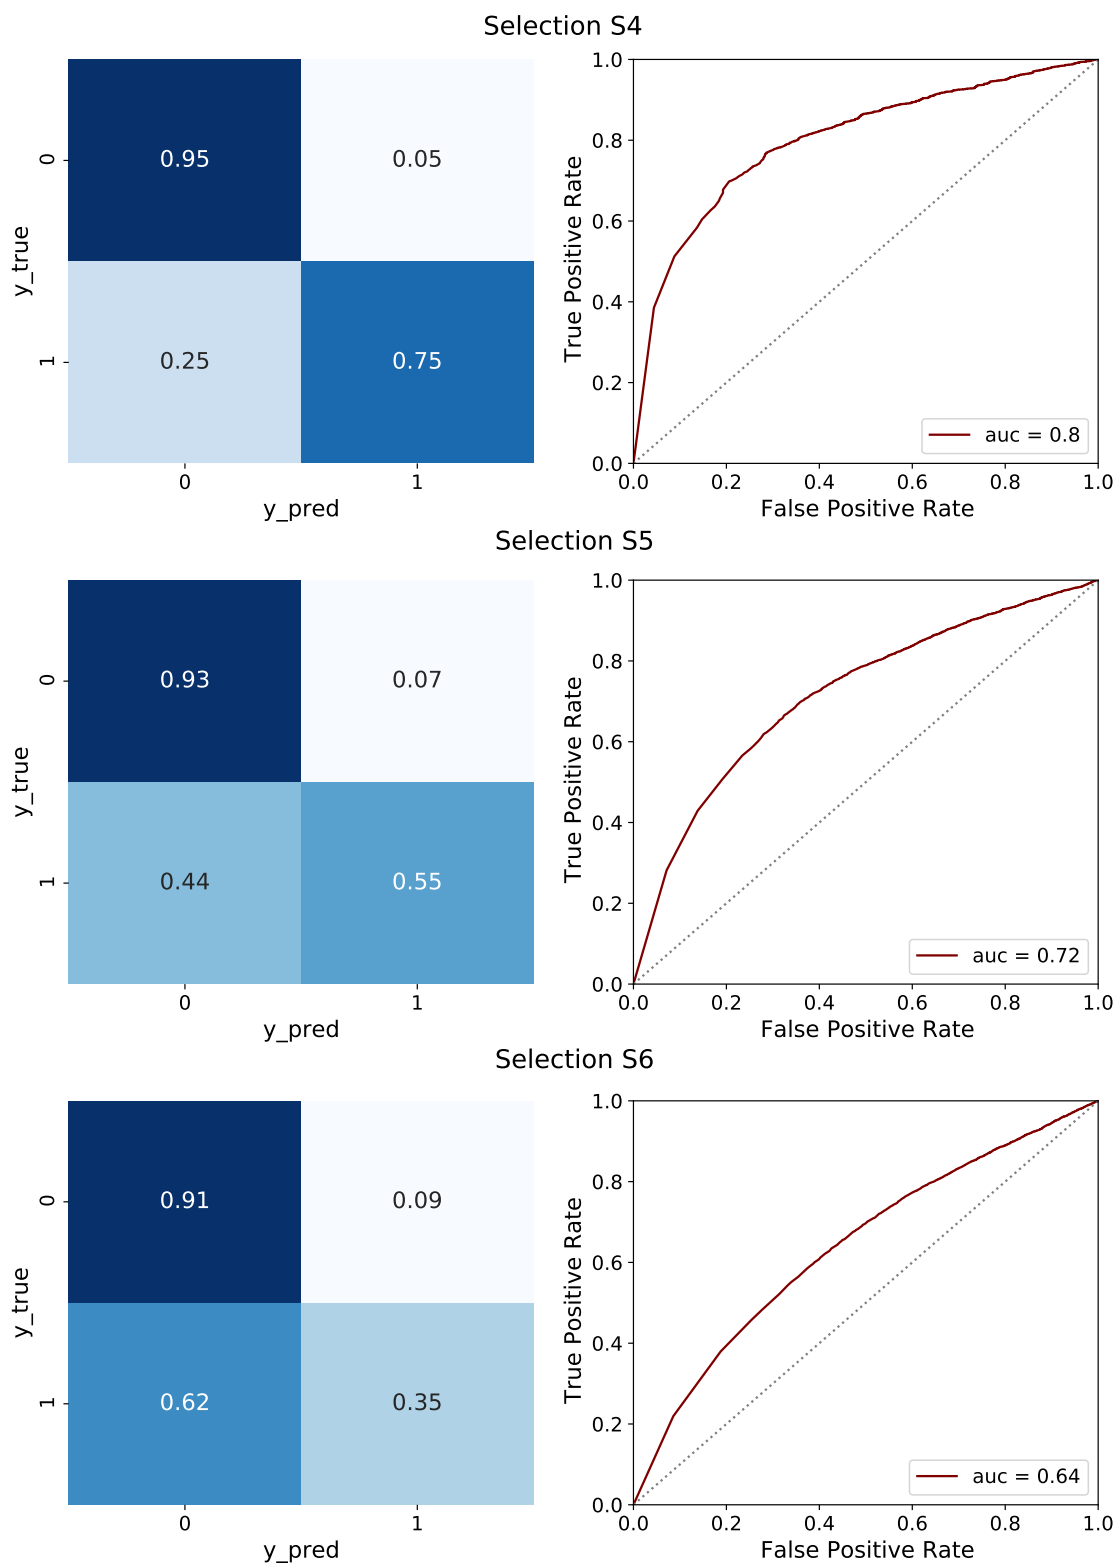 Selection S4
0.95 0.05
0.25 0.75
0
1
y_true
0 1
y_pred
1.0
0.8
0.6
0.4
0.2
0.0
True Positive Rate
auc = 0.8
0.0 0.2 0.4 0.6 0.8 1.0
False Positive Rate
Selection S5
0.93 0.07
0.44 0.55
0
1
y_true
0 1
y_pred
1.0
0.8
0.6
0.4
0.2
0.0
True Positive Rate
auc = 0.72
0.0 0.2 0.4 0.6 0.8 1.0
False Positive Rate
Selection S6
0.91 0.09
0.62 0.35
0
1
y_true
0 1
y_pred
1.0
0.8
0.6
0.4
0.2
0.0
True Positive Rate
auc = 0.64
0.0 0.2 0.4 0.6 0.8 1.0
False Positive Rate